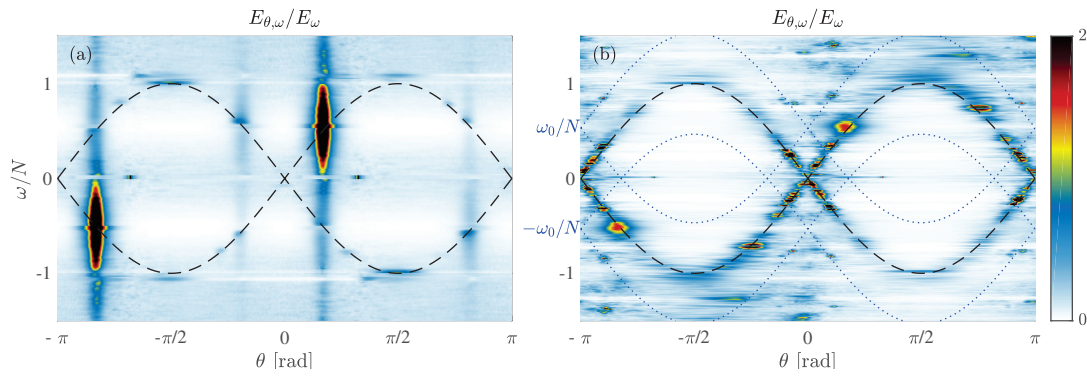 E_{θ,ω}/E_ω
(a)
1
0
-1
ω/N
- π
-π/2
0
π/2
π
θ [rad]
E_{θ,ω}/E_ω
(b)
1
ω₀/N
0
−ω₀/N
-1
- π
-π/2
0
π/2
π
θ [rad]
2
0